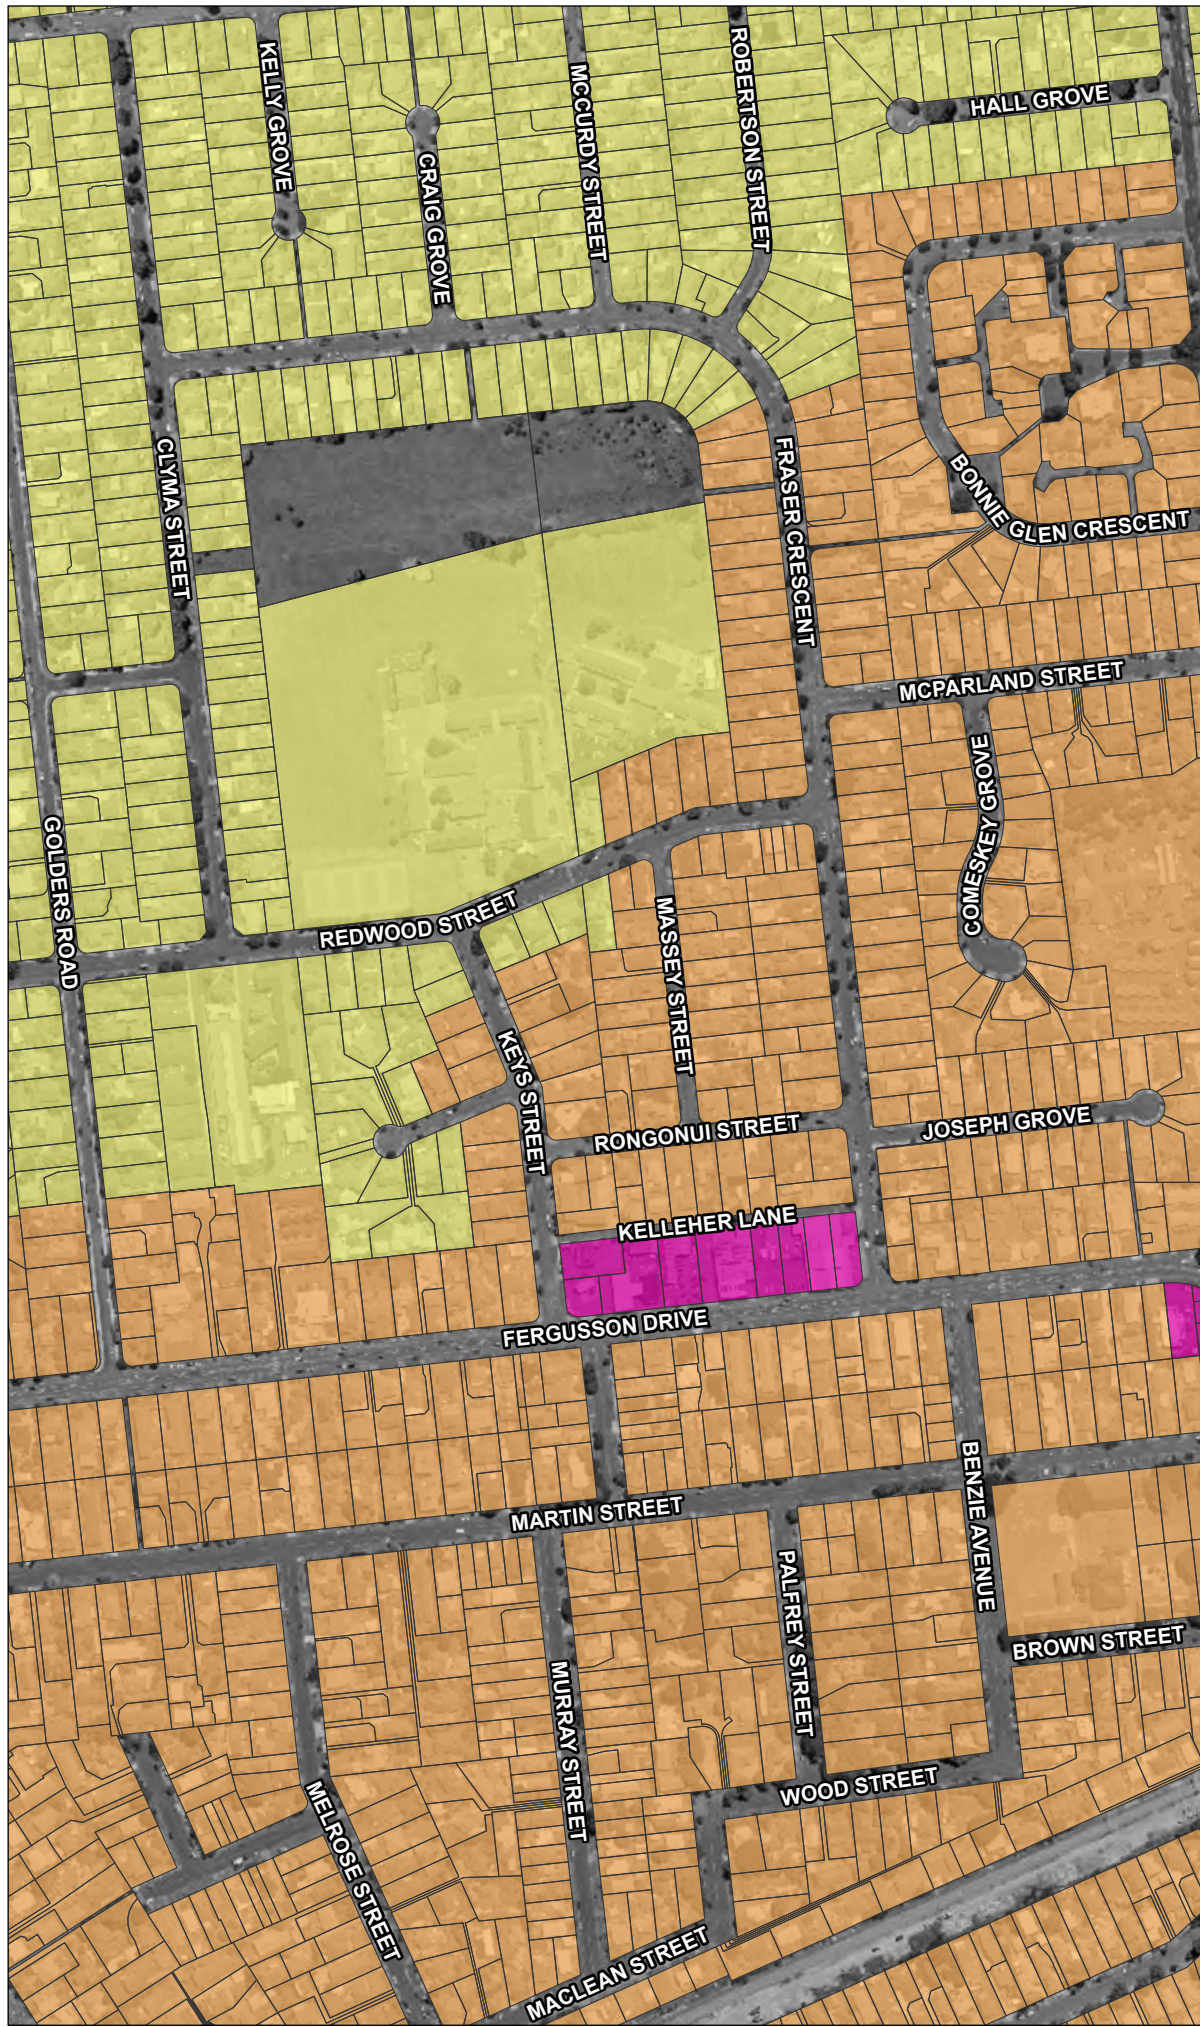 KELLY GROVE
CRAIG GROVE
MCCURDY STREET
ROBERTSON STREET
HALL GROVE
CLYMA STREET
FRASER CRESCENT
BONNIE GLEN CRESCENT
MCPARLAND STREET
GOLDERS ROAD
COMESKEY GROVE
REDWOOD STREET
MASSEY STREET
KEYS STREET
RONGONUI STREET
JOSEPH GROVE
KELLEHER LANE
FERGUSSON DRIVE
MARTIN STREET
BENZIE AVENUE
PALFREY STREET
BROWN STREET
MURRAY STREET
WOOD STREET
MELROSE STREET
MACLEAN STREET